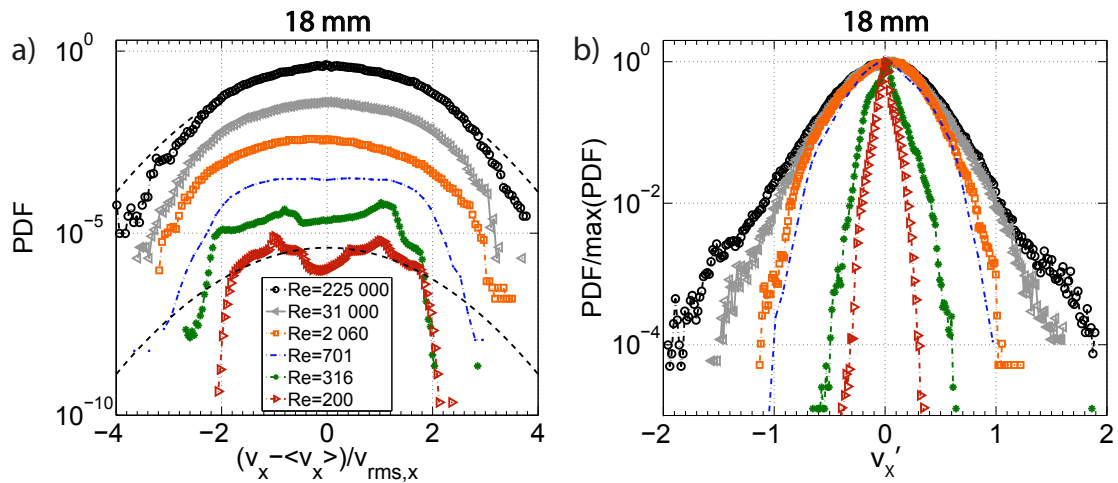 18 mm
a)
10^0
10^-5
10^-10
PDF
−4
−2
0
2
4
(v_x−<v_x>)/v_rms,x
Re=225 000
Re=31 000
Re=2 060
Re=701
Re=316
Re=200
18 mm
b)
10^0
10^-2
10^-4
PDF/max(PDF)
−2
−1
0
1
2
v_x'